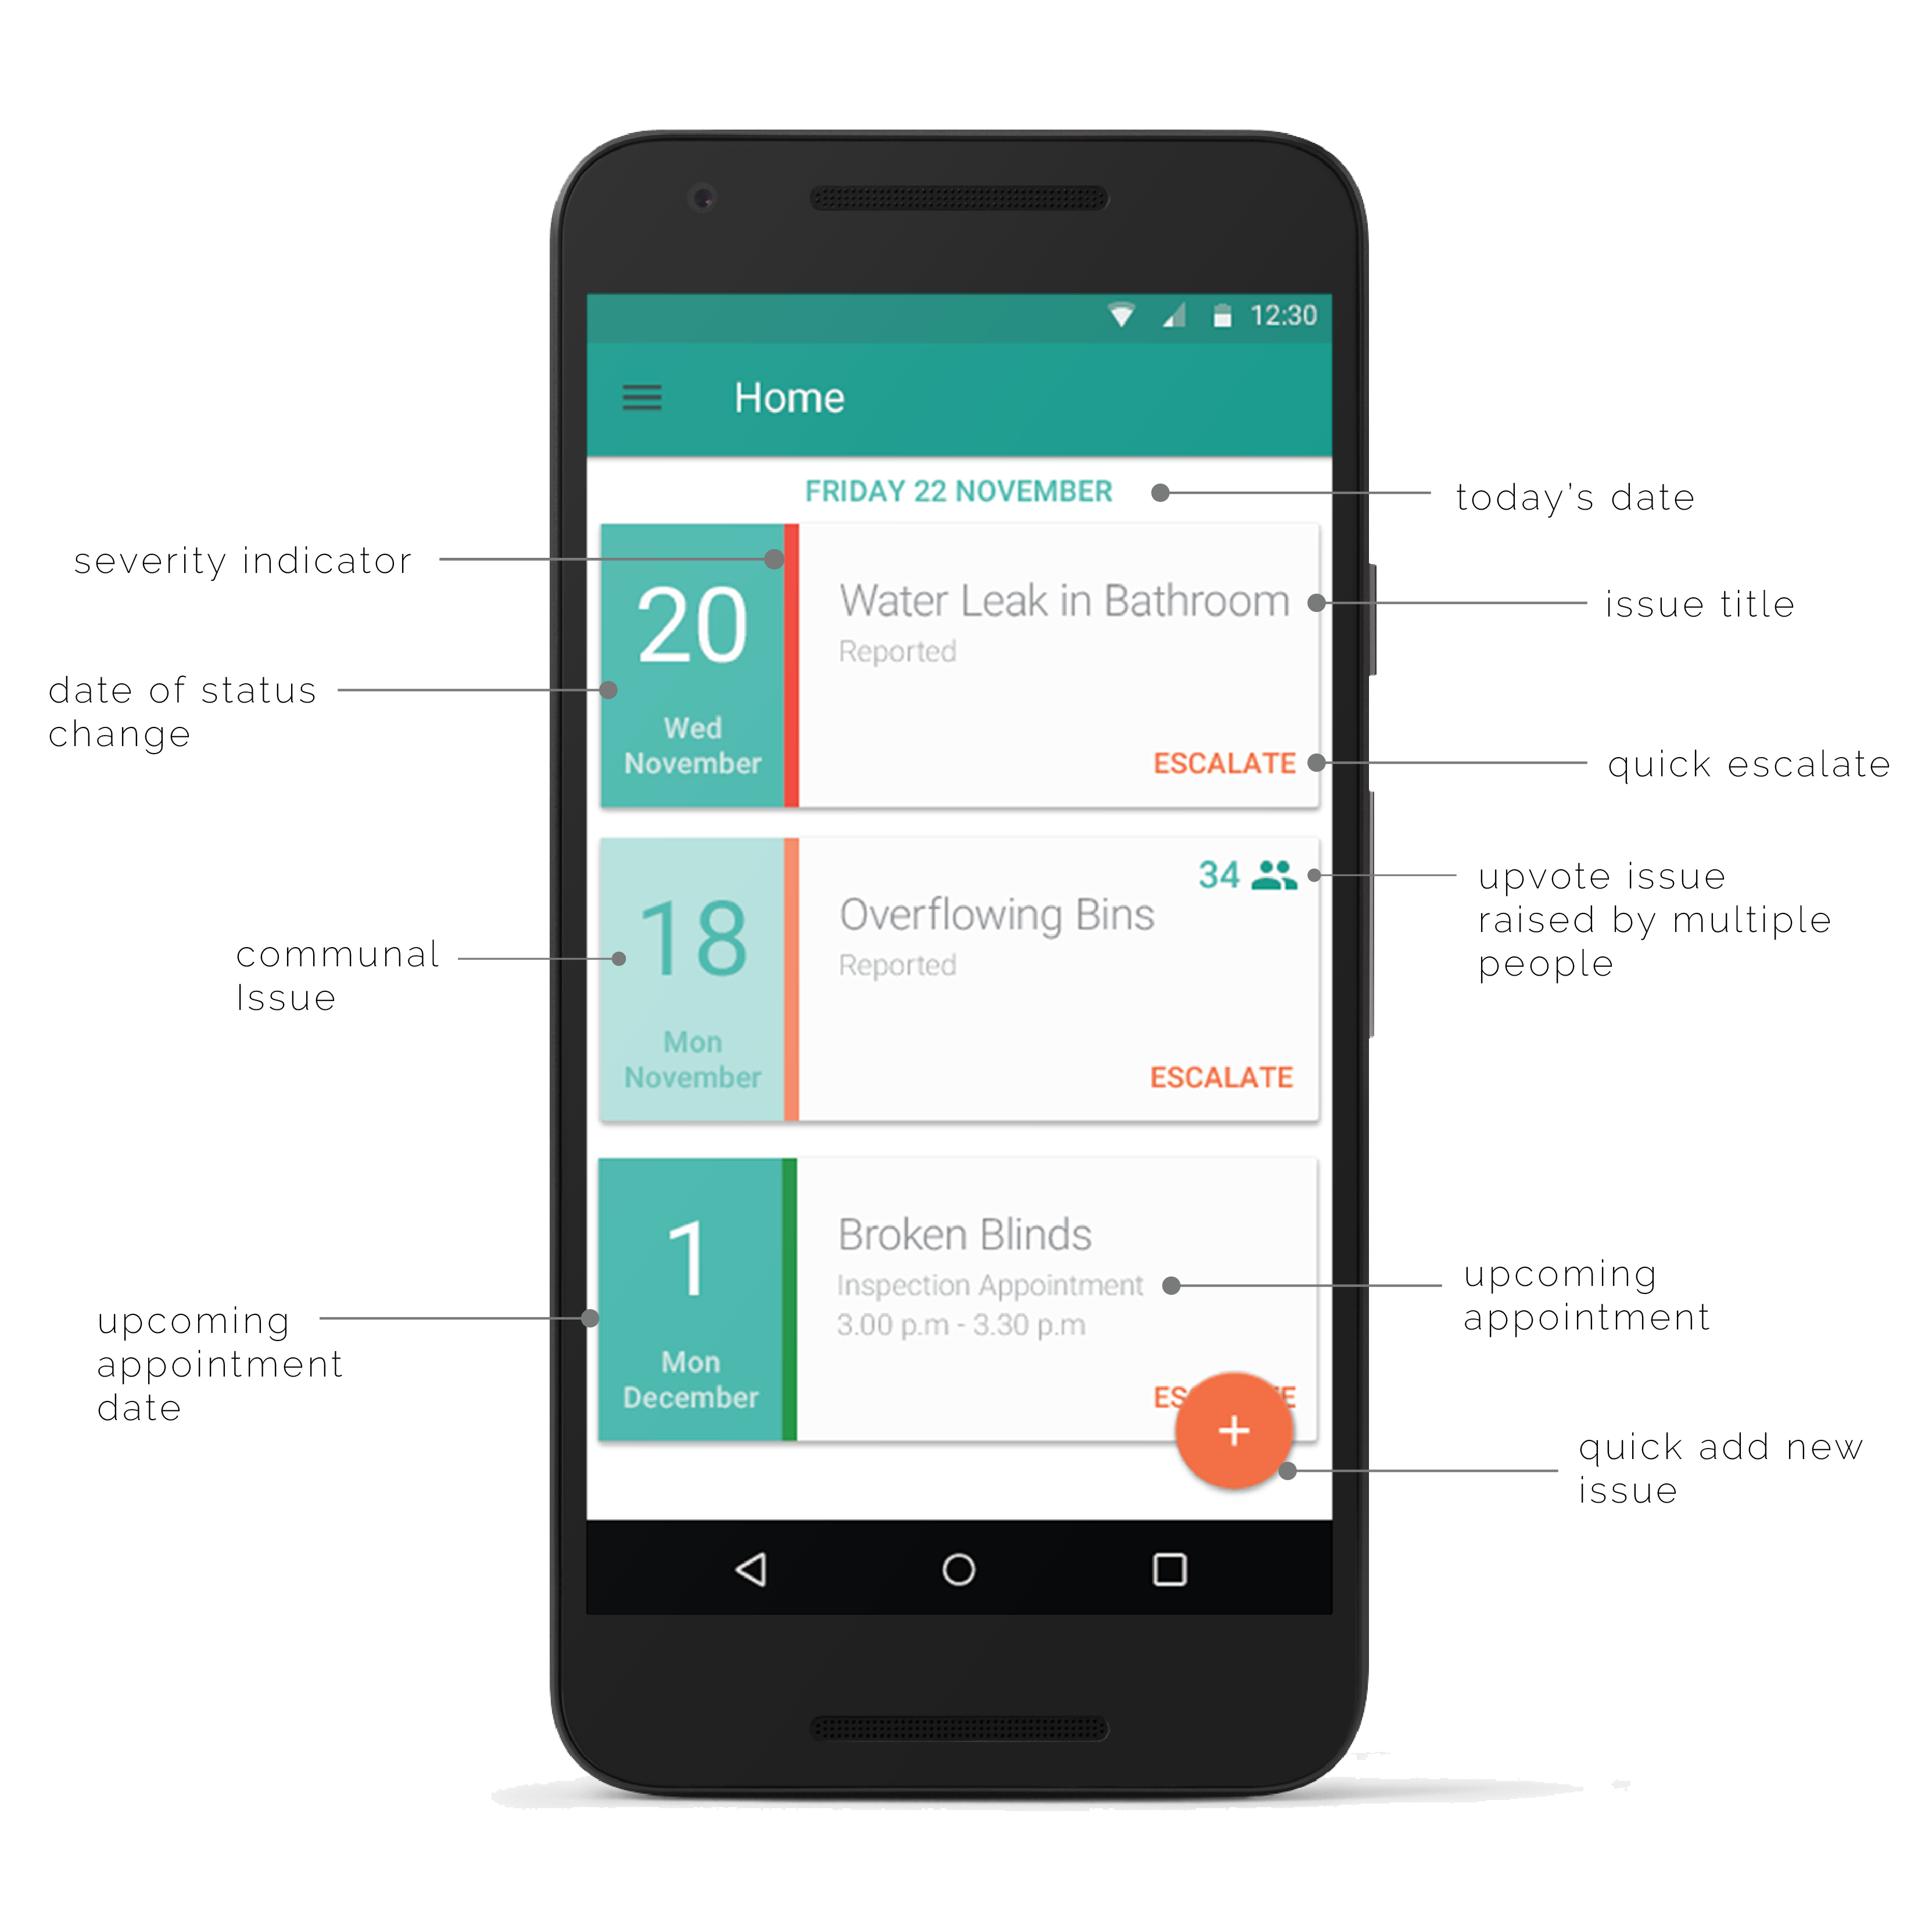 12:30
Home
FRIDAY 22 NOVEMBER
today's date
severity indicator
20
Wed
November
Water Leak in Bathroom
Reported
ESCALATE
issue title
date of status
change
quick escalate
18
Mon
November
34
Overflowing Bins
Reported
ESCALATE
upvote issue
raised by multiple
people
communal
Issue
1
Mon
December
Broken Blinds
Inspection Appointment
3.00 p.m - 3.30 p.m
upcoming
appointment
upcoming
appointment
date
+
quick add new
issue